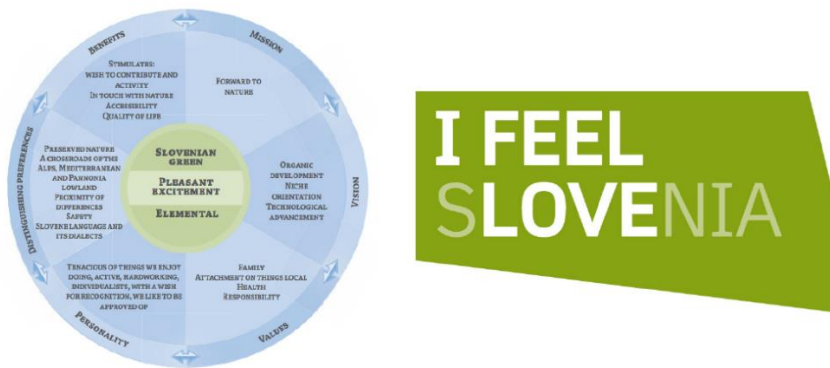 BENEFITS
STIMULATES:
WISH TO CONTRIBUTE AND
ACTIVITY
IN TOUCH WITH NATURE
ACCESSIBILITY
QUALITY OF LIFE
MISSION
FORWARD TO
NATURE
VISION
ORGANIC
DEVELOPMENT
NICHE
ORIENTATION
TECHNOLOGICAL
ADVANCEMENT
VALUES
FAMILY
ATTACHMENT ON THINGS LOCAL
HEALTH
RESPONSIBILITY
PERSONALITY
TENACIOUS OF THINGS WE ENJOY
DOING, ACTIVE, HARDWORKING,
INDIVIDUALISTS, WITH A WISH
FOR RECOGNITION, WE LIKE TO BE
APPROVED OF
DISTINGUISHING PREFERENCES
PRESERVED NATURE
A CROSSROADS OF THE
ALPS, MEDITERRANEAN
AND PANNONIA
LOWLAND
PROXIMITY OF
DIFFERENCES
SAFETY
SLOVENE LANGUAGE AND
ITS DIALECTS
SLOVENIAN
GREEN
PLEASANT
EXCITEMENT
ELEMENTAL
I FEEL
SLOVENIA